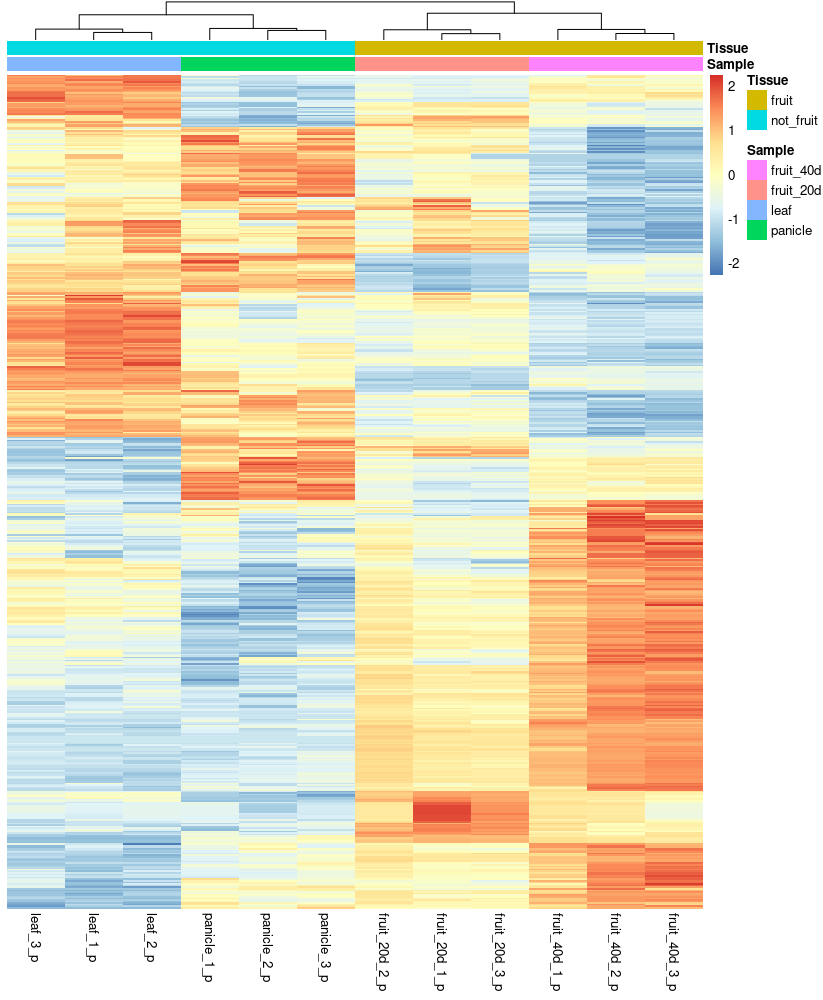 Tissue
Sample
2
1
0
-1
-2
Tissue
fruit
not_fruit
Sample
fruit_40d
fruit_20d
leaf
panicle
leaf_3_p
leaf_1_p
leaf_2_p
panicle_1_p
panicle_2_p
panicle_3_p
fruit_20d_2_p
fruit_20d_1_p
fruit_20d_3_p
fruit_40d_1_p
fruit_40d_2_p
fruit_40d_3_p